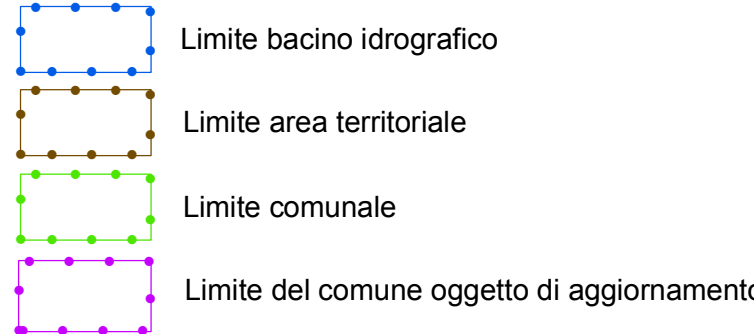 Limite bacino idrografico
Limite area territoriale
Limite comunale
Limite del comune oggetto di aggiornamento